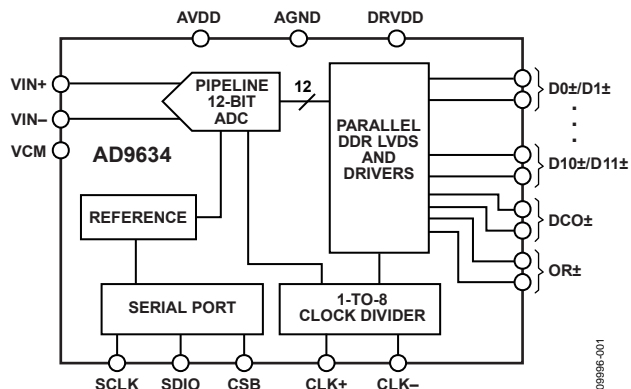 AVDD
AGND
DRVDD
VIN+
VIN–
VCM
PIPELINE
12-BIT
ADC
12
AD9634
PARALLEL
DDR LVDS
AND
DRIVERS
REFERENCE
SERIAL PORT
1-TO-8
CLOCK DIVIDER
D0±/D1±
D10±/D11±
DCO±
OR±
SCLK
SDIO
CSB
CLK+
CLK–
09996-001